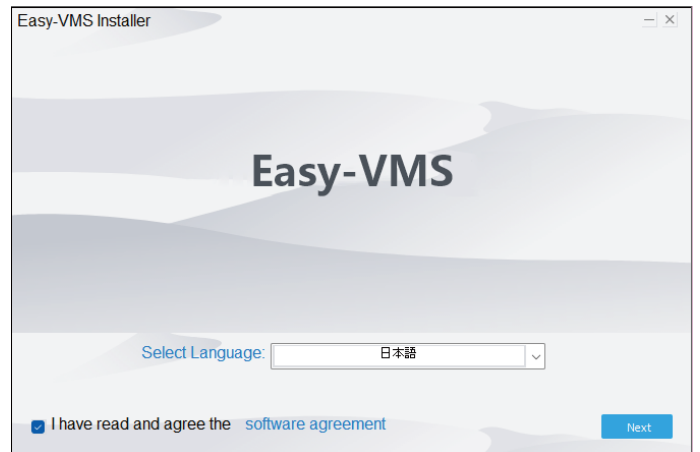 Easy-VMS Installer
Easy-VMS
Select Language: 日本語
I have read and agree the software agreement
Next